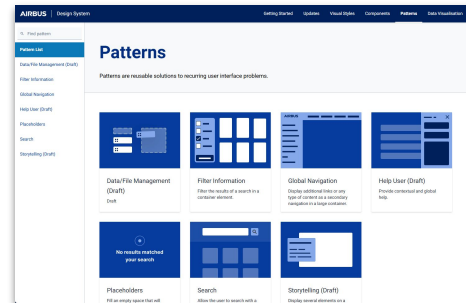 AIRBUS Design System
Getting Started Updates Visual Styles Components Patterns Data Visualisation
Find pattern
Pattern List
Data/File Management (Draft)
Filter Information
Global Navigation
Help User (Draft)
Placeholders
Search
Storytelling (Draft)
Patterns
Patterns are reusable solutions to recurring user interface problems.
Data/File Management
(Draft)
Draft
Filter Information
Filter the results of a search in a
container element
AIRBUS
Global Navigation
Display additional links or any
type of content as a secondary
navigation in a large container
Help User (Draft)
Provide contextual and global
help.
No results matched
your search
Placeholders
Fill an empty space that will
Search
Allow the user to search with a
Storytelling (Draft)
Display several elements on a